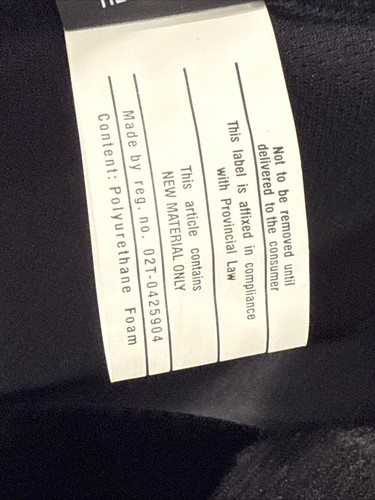 Not to be removed until
delivered to the consumer
This label is affixed in compliance
with Provincial Law
This article contains
NEW MATERIAL ONLY
Made by reg. no. 02T-0425904
Content: Polyurethane Foam